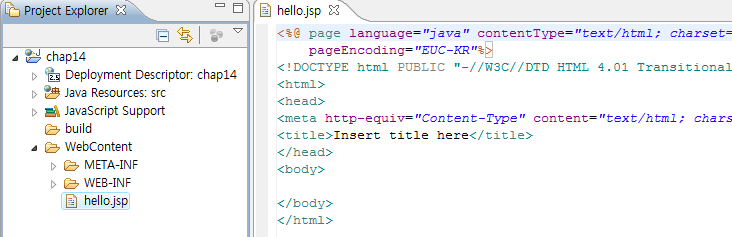 Project Explorer
chap14
Deployment Descriptor: chap14
Java Resources: src
JavaScript Support
build
WebContent
META-INF
WEB-INF
hello.jsp
hello.jsp
<%@ page language="java" contentType="text/html; charset=
pageEncoding="EUC-KR"%>
<!DOCTYPE html PUBLIC "-//W3C//DTD HTML 4.01 Transitional
<html>
<head>
<meta http-equiv="Content-Type" content="text/html; chars
<title>Insert title here</title>
</head>
<body>
</body>
</html>